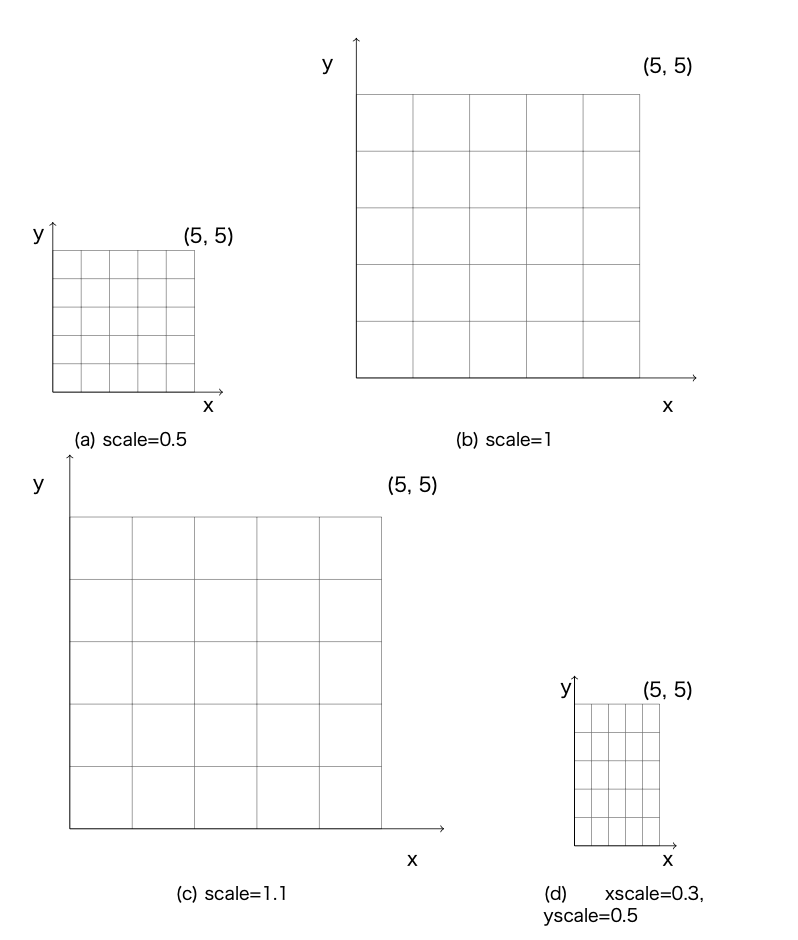 y
(5, 5)
x
(a) scale=0.5
y
(5, 5)
x
(b) scale=1
y
(5, 5)
x
(c) scale=1.1
y
(5, 5)
x
(d) xscale=0.3,
yscale=0.5